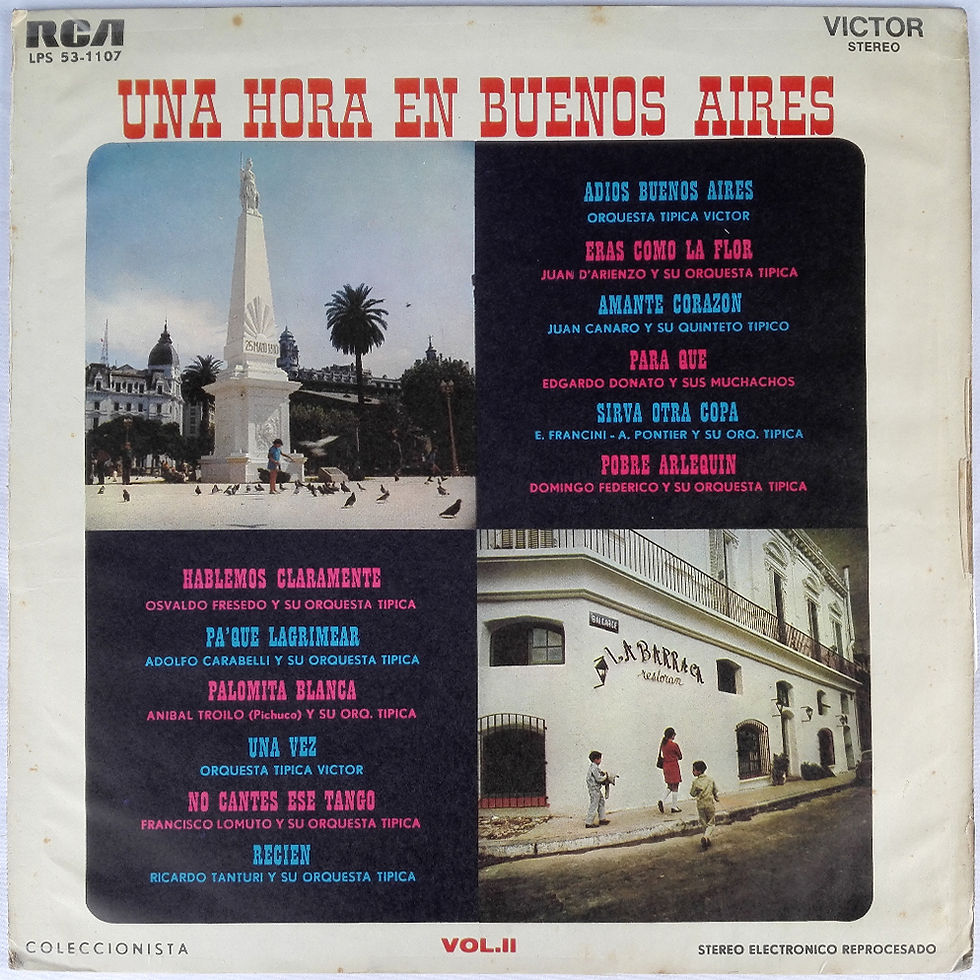 RCA
LPS 53-1107
VICTOR
STEREO
UNA HORA EN BUENOS AIRES
25 MAYO 1810
ADIOS BUENOS AIRES
ORQUESTA TIPICA VICTOR
ERAS COMO LA FLOR
JUAN D'ARIENZO Y SU ORQUESTA TIPICA
AMANTE CORAZON
JUAN CANARO Y SU QUINTETO TIPICO
PARA QUE
EDGARDO DONATO Y SUS MUCHACHOS
SIRVA OTRA COPA
E. FRANCINI - A. PONTIER Y SU ORQ. TIPICA
POBRE ARLEQUIN
DOMINGO FEDERICO Y SU ORQUESTA TIPICA
HABLEMOS CLARAMENTE
OSVALDO FRESEDO Y SU ORQUESTA TIPICA
PA'QUE LAGRIMEAR
ADOLFO CARABELLI Y SU ORQUESTA TIPICA
PALOMITA BLANCA
ANIBAL TROILO (Pichuco) Y SU ORQ. TIPICA
UNA VEZ
ORQUESTA TIPICA VICTOR
NO CANTES ESE TANGO
FRANCISCO LOMUTO Y SU ORQUESTA TIPICA
RECIEN
RICARDO TANTURI Y SU ORQUESTA TIPICA
BALCARCE
LA BARRACA
restoran
COLECCIONISTA
VOL.II
STEREO ELECTRONICO REPROCESADO